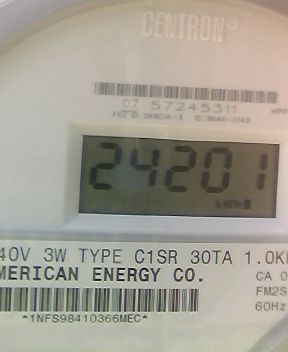 CENTRON®
07 57245311
24201
kWh
40V 3W TYPE C1SR 30TA 1.0K
MERICAN ENERGY CO.
CA 0
FM2S
60Hz
*1NFS98410366MEC*